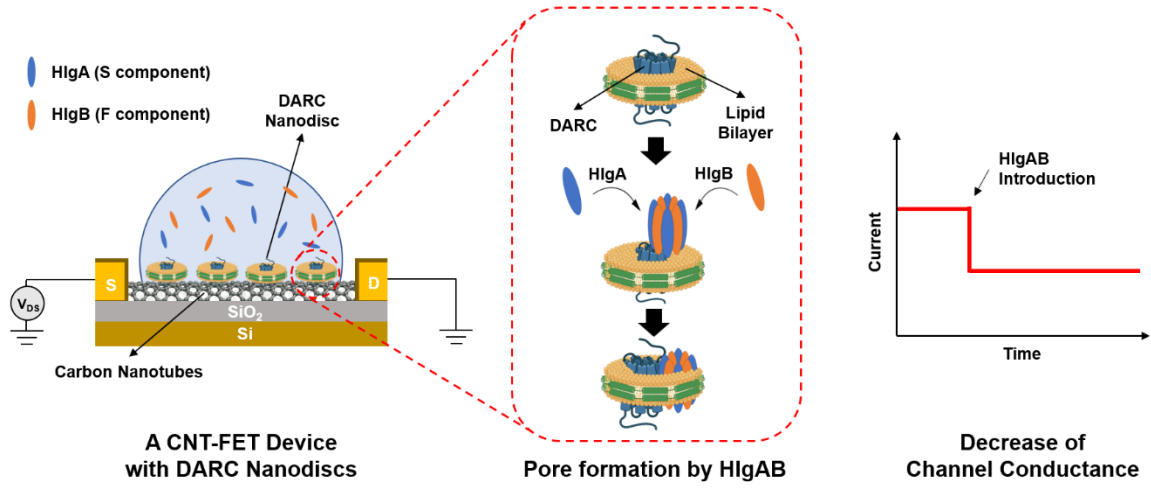 HlgA (S component)
HlgB (F component)
DARC
Nanodisc
S
D
V_DS
SiO₂
Si
Carbon Nanotubes
A CNT-FET Device
with DARC Nanodiscs
DARC
Lipid
Bilayer
HlgA
HlgB
Pore formation by HlgAB
HlgAB
Introduction
Current
Time
Decrease of
Channel Conductance